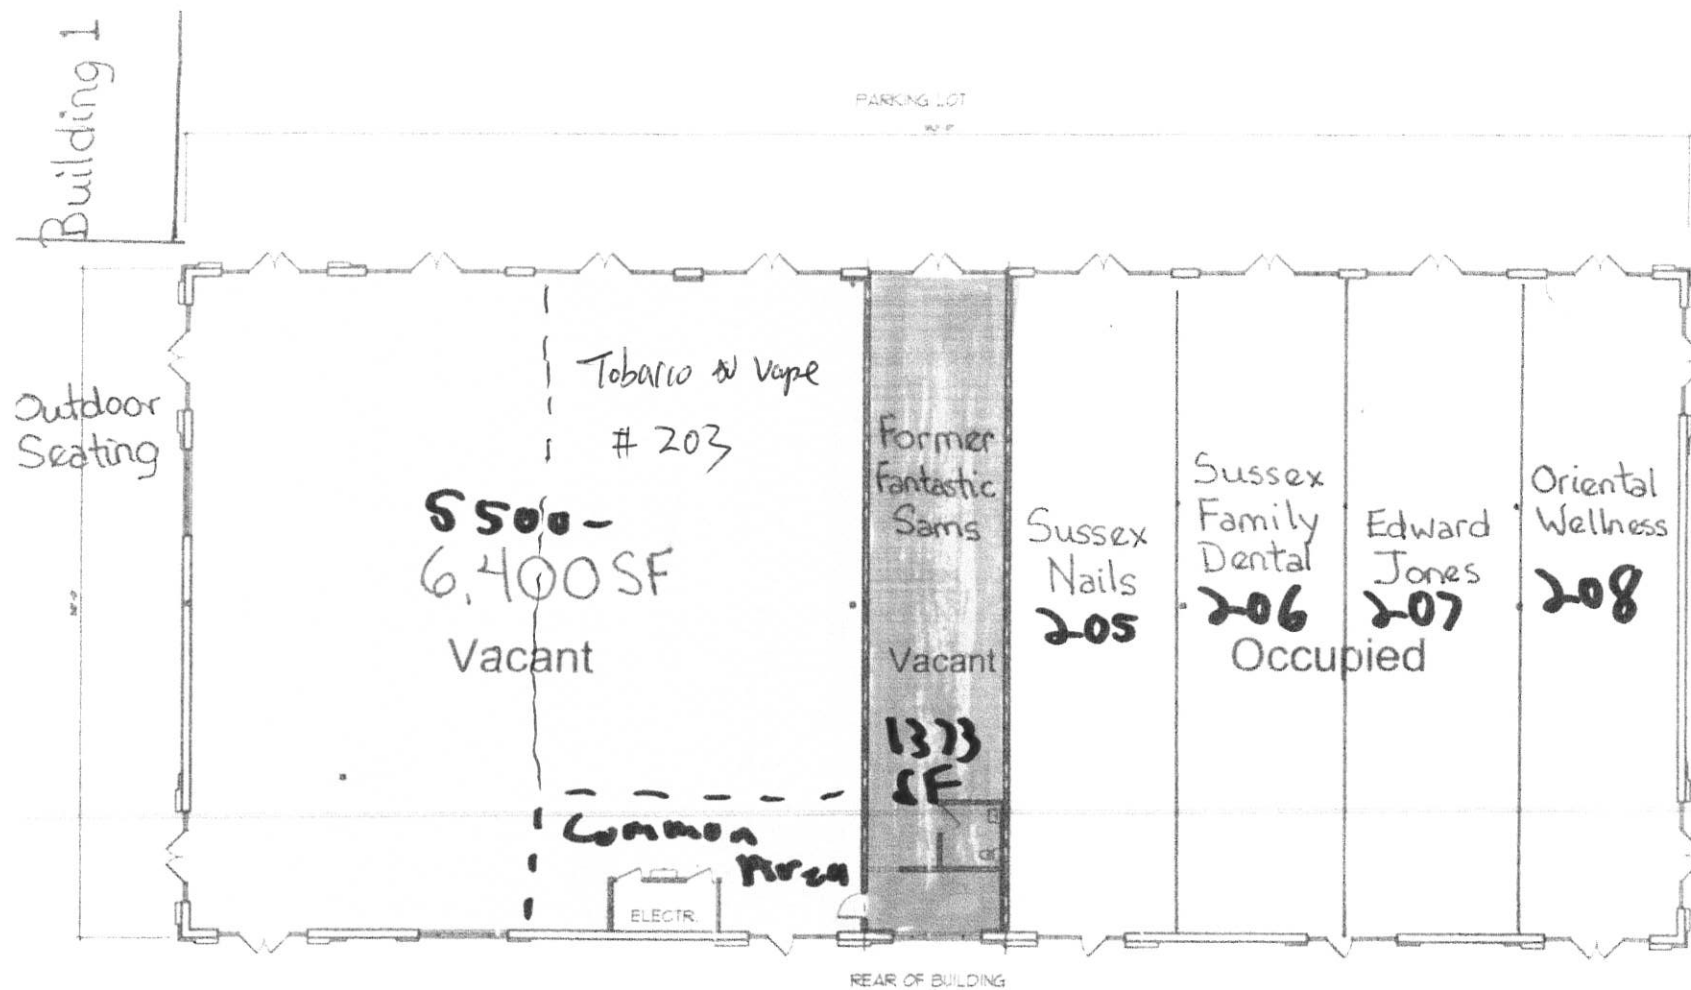 Building 1
PARKING LOT
Outdoor
Seating
Tobacco & Vape
# 203
5500-
6,400 SF
Vacant
Common
Area
ELECTR.
Former
Fantastic
Sams
Vacant
1373
SF
Sussex
Nails
205
Sussex
Family
Dental
206
Edward
Jones
207
Oriental
Wellness
208
Occupied
REAR OF BUILDING